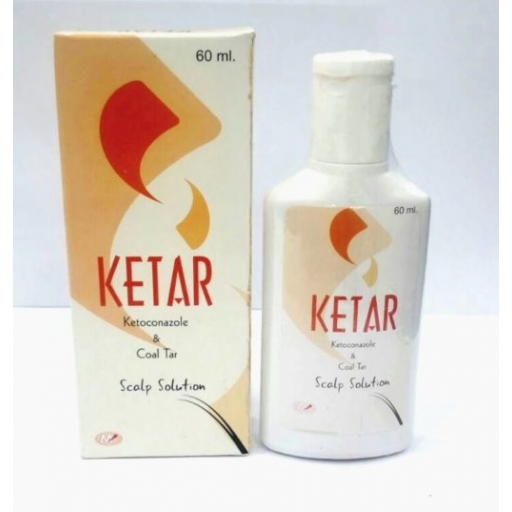 60 ml.
KETAR
Ketoconazole
&
Coal Tar
Scalp Solution
60 ml.
KETAR
Ketoconazole
&
Coal Tar
Scalp Solution